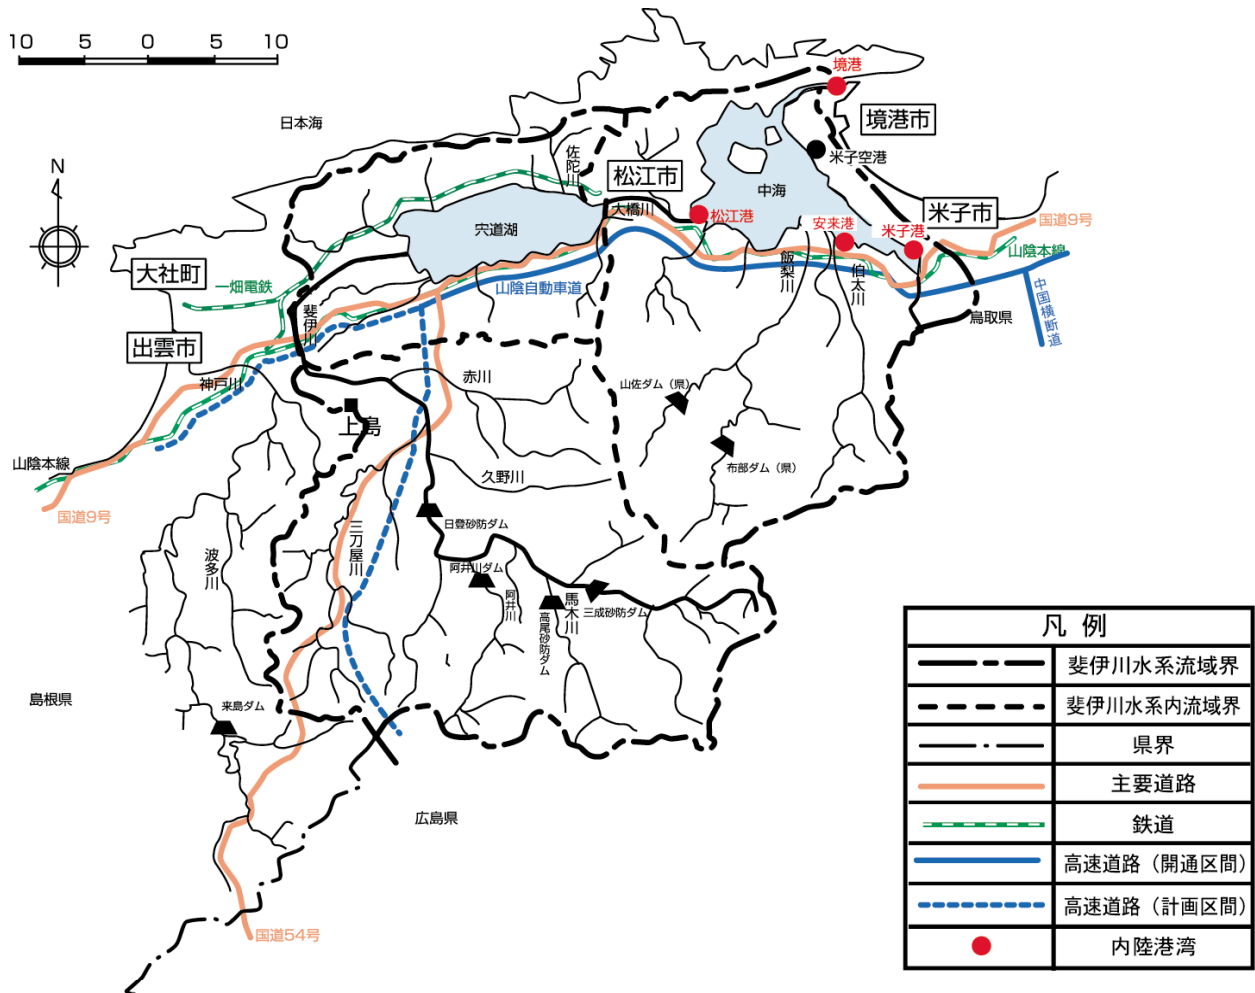 10 5 0 5 10
日本海
N
境港
境港市
米子空港
佐陀川
松江市
中海
大橋川
松江港
安来港
米子港
米子市
国道9号
山陰本線
宍道湖
大社町
一畑電鉄
山陰自動車道
飯梨川
伯太川
中国横断道
鳥取県
斐伊川
出雲市
神戸川
赤川
山佐ダム（県）
上島
布部ダム（県）
山陰本線
国道9号
久野川
日登砂防ダム
三刀屋川
波多川
阿井川ダム
阿井川
馬木川
三成砂防ダム
高尾砂防ダム
島根県
来島ダム
広島県
国道54号
凡 例
斐伊川水系流域界
斐伊川水系内流域界
県界
主要道路
鉄道
高速道路（開通区間）
高速道路（計画区間）
内陸港湾